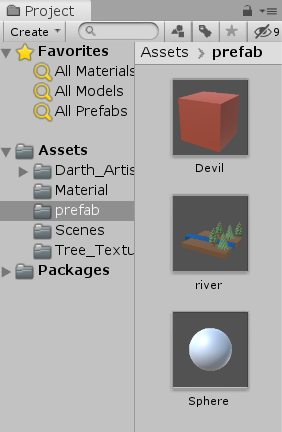 Project
Create
9
Favorites
All Materials
All Models
All Prefabs
Assets
Darth_Artis
Material
prefab
Scenes
Tree_Textu
Packages
Assets > prefab
Devil
river
Sphere